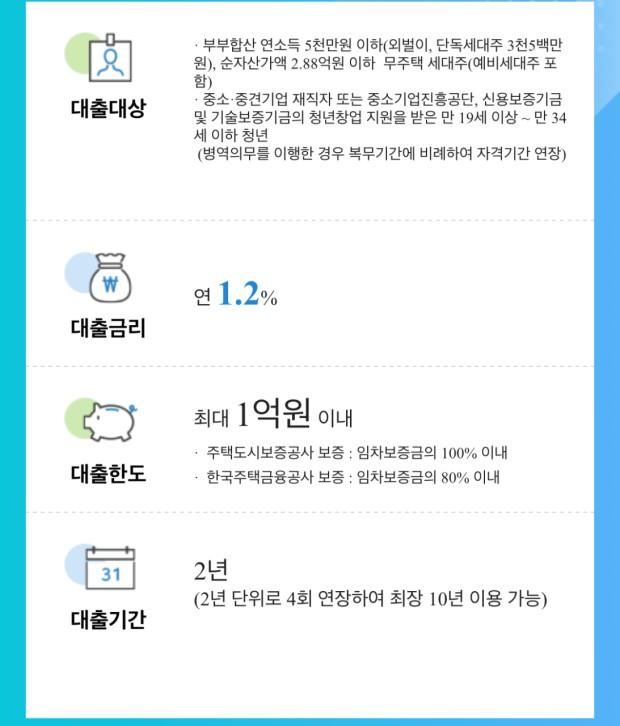 대출대상
· 부부합산 연소득 5천만원 이하(외벌이, 단독세대주 3천5백만
원), 순자산가액 2.88억원 이하 무주택 세대주(예비세대주 포
함)
· 중소·중견기업 재직자 또는 중소기업진흥공단, 신용보증기금
및 기술보증기금의 청년창업 지원을 받은 만 19세 이상 ~ 만 34
세 이하 청년
(병역의무를 이행한 경우 복무기간에 비례하여 자격기간 연장)
₩
대출금리
연 1.2%
대출한도
최대 1억원 이내
· 주택도시보증공사 보증 : 임차보증금의 100% 이내
· 한국주택금융공사 보증 : 임차보증금의 80% 이내
31
대출기간
2년
(2년 단위로 4회 연장하여 최장 10년 이용 가능)